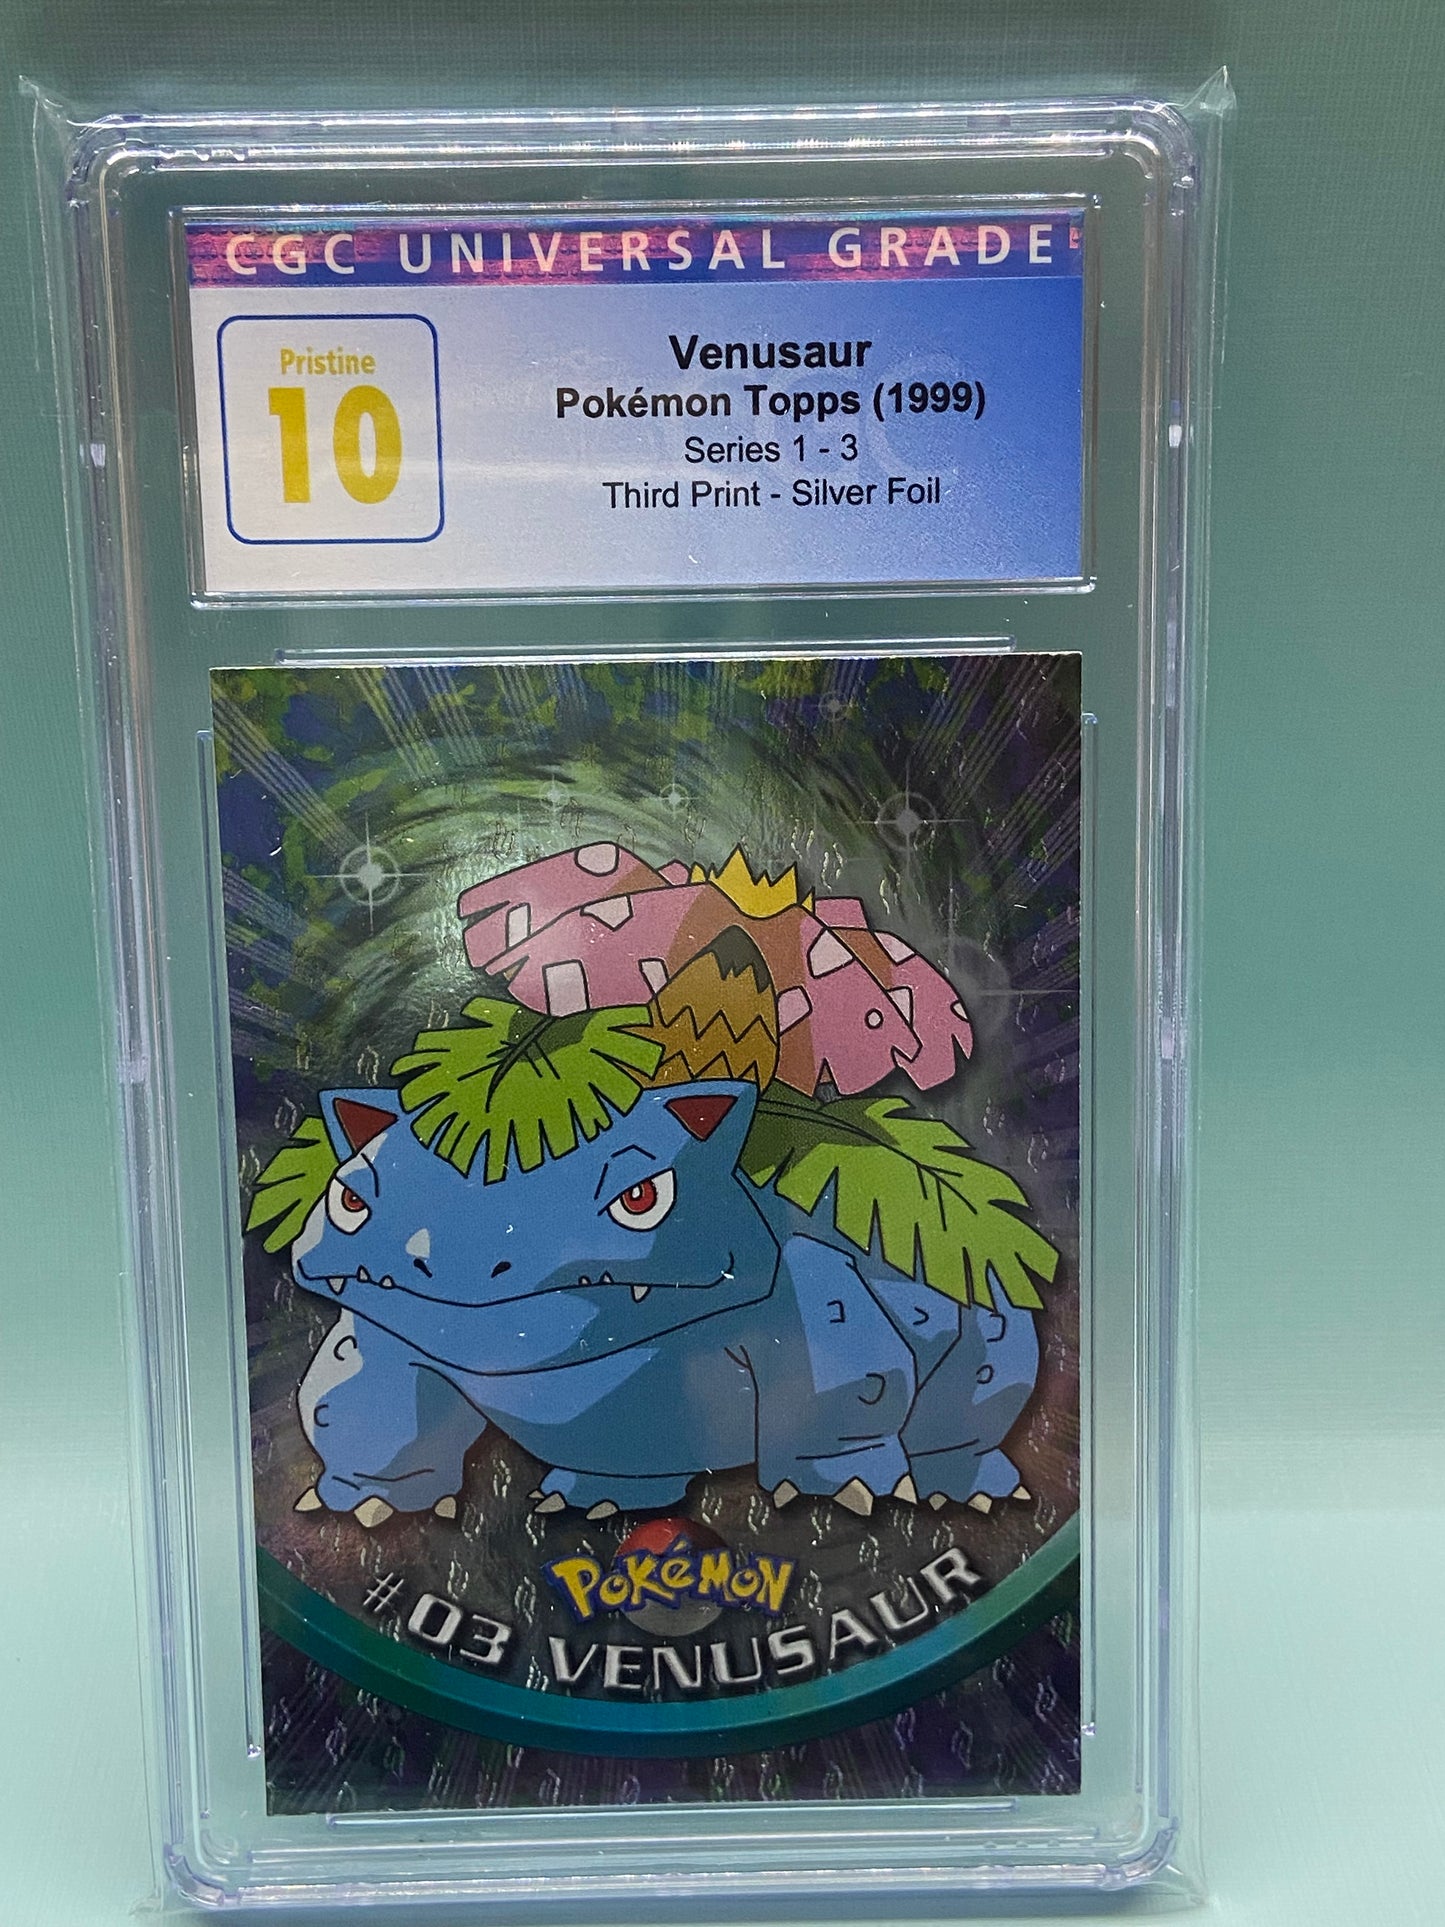 CGC UNIVERSAL GRADE
Pristine
10
Venusaur
Pokémon Topps (1999)
Series 1 - 3
Third Print - Silver Foil
POKéMON
#03 VENUSAUR